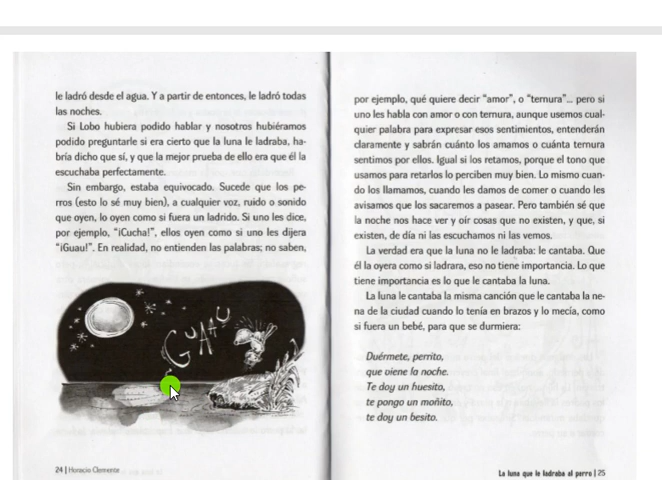 le ladró desde el agua. Y a partir de entonces, le ladró todas
las noches.
Si Lobo hubiera podido hablar y nosotros hubiéramos
podido preguntarle si era cierto que la luna le ladraba, ha-
bría dicho que sí, y que la mejor prueba de ello era que él la
escuchaba perfectamente.
Sin embargo, estaba equivocado. Sucede que los pe-
rros (esto lo sé muy bien), a cualquier voz, ruido o sonido
que oyen, lo oyen como si fuera un ladrido. Si uno les dice,
por ejemplo, "¡Cucha!", ellos oyen como si uno les dijera
"¡Guau!". En realidad, no entienden las palabras; no saben,
GUAU
24 | Horacio Clemente
por ejemplo, qué quiere decir "amor", o "ternura"... pero si
uno les habla con amor o con ternura, aunque usemos cual-
quier palabra para expresar esos sentimientos, entenderán
claramente y sabrán cuánto los amamos o cuánta ternura
sentimos por ellos. Igual si los retamos, porque el tono que
usamos para retarlos lo perciben muy bien. Lo mismo cuan-
do los llamamos, cuando les damos de comer o cuando les
avisamos que los sacaremos a pasear. Pero también sé que
la noche nos hace ver y oír cosas que no existen, y que, si
existen, de día ni las escuchamos ni las vemos.
La verdad era que la luna no le ladraba: le cantaba. Que
él la oyera como si ladrara, eso no tiene importancia. Lo que
tiene importancia es lo que le cantaba la luna.
La luna le cantaba la misma canción que le cantaba la ne-
na de la ciudad cuando lo tenía en brazos y lo mecía, como
si fuera un bebé, para que se durmiera:
Duérmete, perrito,
que viene la noche.
Te doy un huesito,
te pongo un moñito,
te doy un besito.
La luna que le ladraba al perro | 25